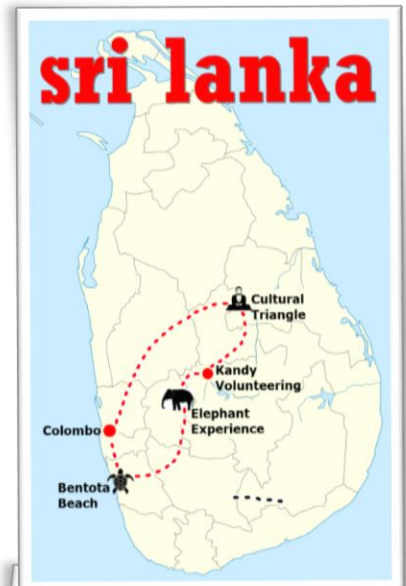 sri lanka
Cultural
Triangle
Kandy
Volunteering
Elephant
Experience
Colombo
Bentota
Beach